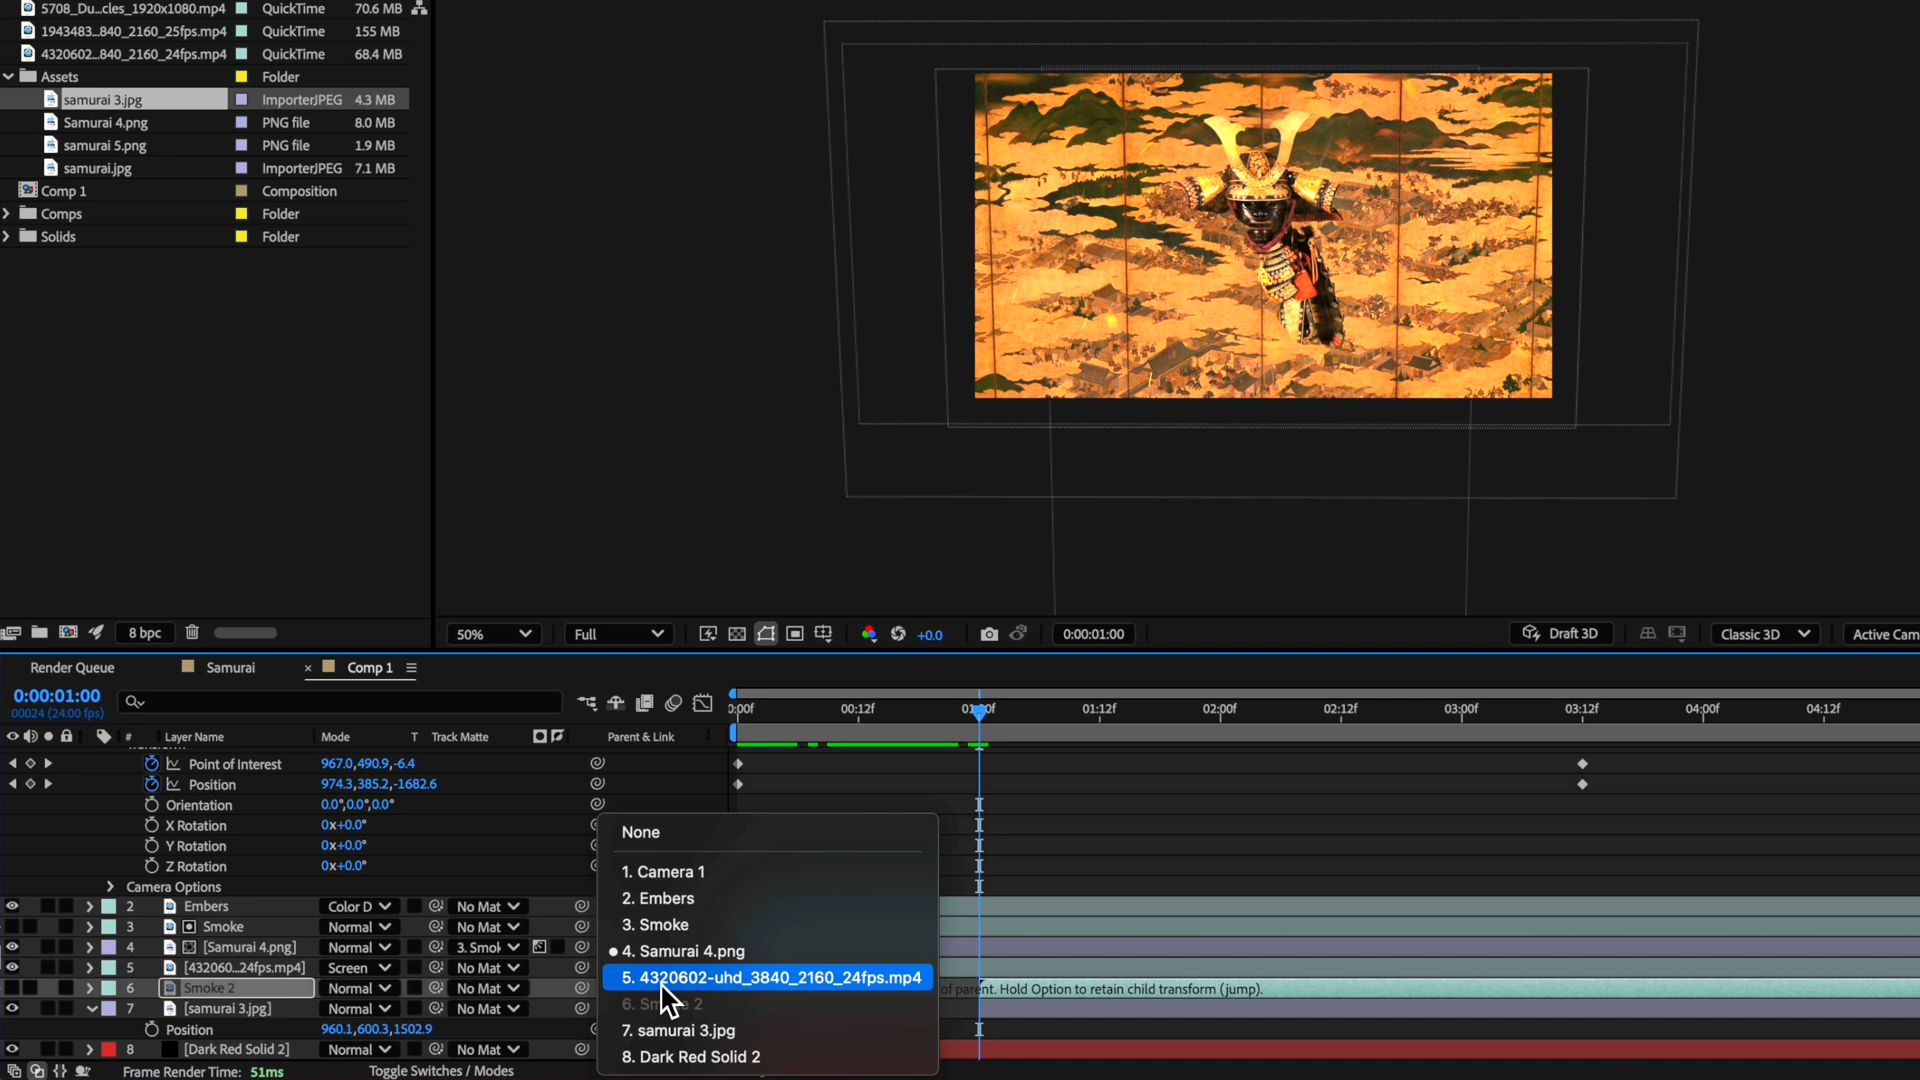 5708_Du...cles_1920x1080.mp4 QuickTime 70.6 MB
1943483...840_2160_25fps.mp4 QuickTime 155 MB
4320602...840_2160_24fps.mp4 QuickTime 68.4 MB
Assets Folder
samurai 3.jpg ImporterJPEG 4.3 MB
Samurai 4.png PNG file 8.0 MB
samurai 5.png PNG file 1.9 MB
samurai.jpg ImporterJPEG 7.1 MB
Comp 1 Composition
Comps Folder
Solids Folder
8 bpc 50% Full +0.0 0:00:01:00 Draft 3D Classic 3D Active Cam
Render Queue Samurai × Comp 1
0:00:01:00
00024 (24.00 fps)
0:00f 00:12f 01:00f 01:12f 02:00f 02:12f 03:00f 03:12f 04:00f 04:12f
# Layer Name Mode T Track Matte Parent & Link
Transform
Point of Interest 967.0,490.9,-6.4
Position 974.3,385.2,-1682.6
Orientation 0.0°,0.0°,0.0°
X Rotation 0x+0.0°
Y Rotation 0x+0.0°
Z Rotation 0x+0.0°
Camera Options
2 Embers Color D No Mat
3 Smoke Normal No Mat
4 [Samurai 4.png] Normal 3. Smok
5 [432060...24fps.mp4] Screen No Mat
6 Smoke 2 Normal No Mat
7 [samurai 3.jpg] Normal No Mat
Position 960.1,600.3,1502.9
8 [Dark Red Solid 2] Normal No Mat
Frame Render Time: 51ms Toggle Switches / Modes
None
1. Camera 1
2. Embers
3. Smoke
4. Samurai 4.png
5. 4320602-uhd_3840_2160_24fps.mp4
6. Smoke 2
7. samurai 3.jpg
8. Dark Red Solid 2
of parent. Hold Option to retain child transform (jump).